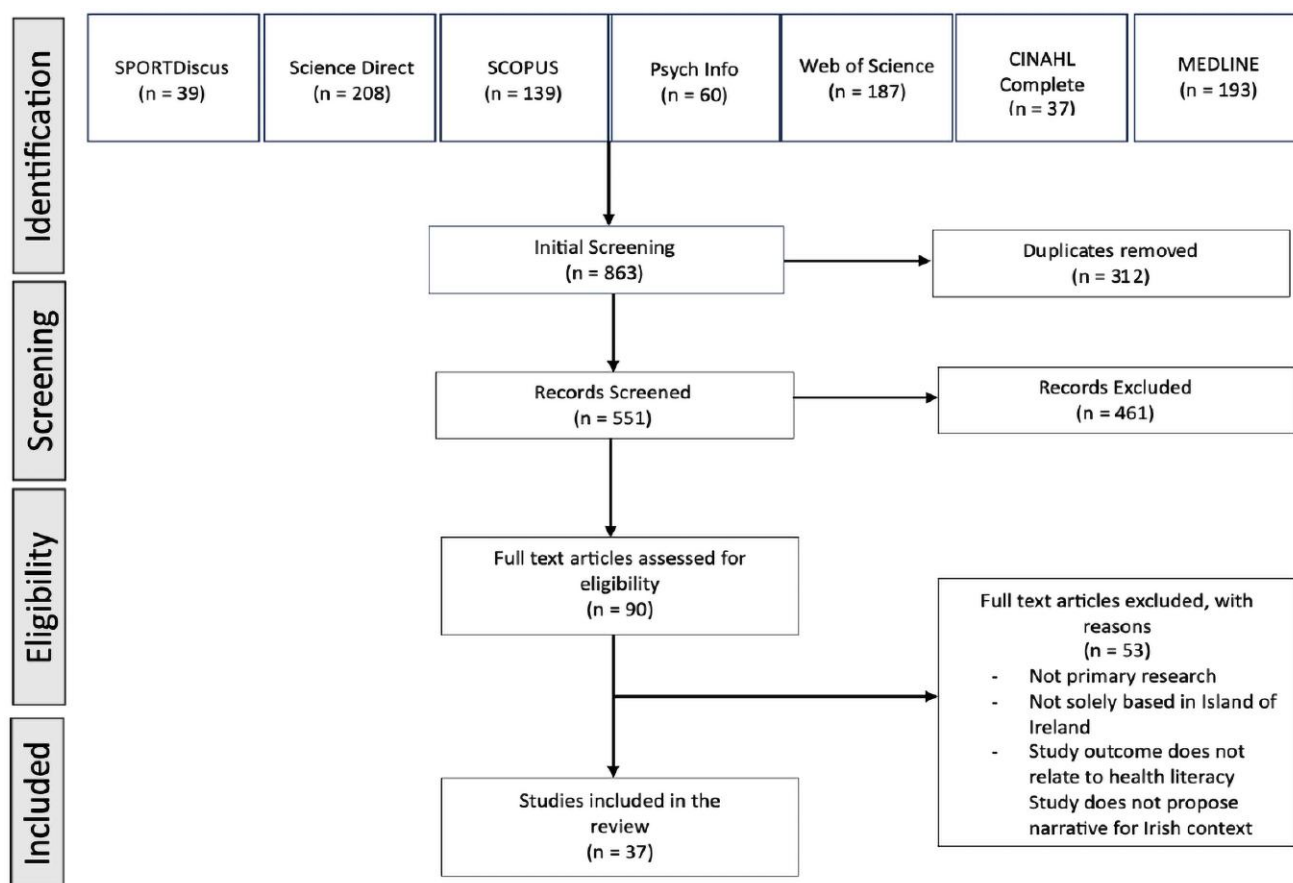 Identification
SPORTDiscus
(n = 39)
Science Direct
(n = 208)
SCOPUS
(n = 139)
Psych Info
(n = 60)
Web of Science
(n = 187)
CINAHL
Complete
(n = 37)
MEDLINE
(n = 193)
Initial Screening
(n = 863)
Duplicates removed
(n = 312)
Screening
Records Screened
(n = 551)
Records Excluded
(n = 461)
Eligibility
Full text articles assessed for
eligibility
(n = 90)
Full text articles excluded, with
reasons
(n = 53)
- Not primary research
- Not solely based in Island of
Ireland
- Study outcome does not
relate to health literacy
Study does not propose
narrative for Irish context
Included
Studies included in the
review
(n = 37)